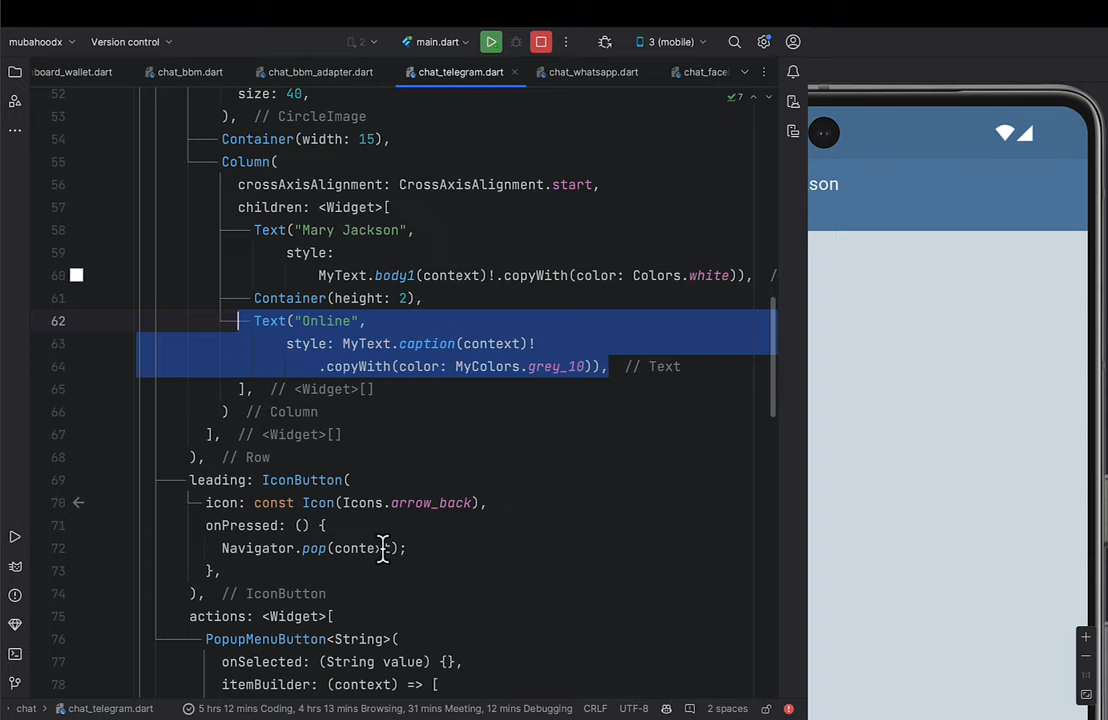 mubahoodx Version control 2 main.dart 3 (mobile)
board_wallet.dart chat_bbm.dart chat_bbm_adapter.dart chat_telegram.dart chat_whatsapp.dart chat_face
7
52 size: 40,
53 ), // CircleImage
54 Container(width: 15),
55 Column(
56 crossAxisAlignment: CrossAxisAlignment.start,
57 children: <Widget>[
58 Text("Mary Jackson",
59 style:
60 MyText.body1(context)!.copyWith(color: Colors.white)), /
61 Container(height: 2),
62 Text("Online",
63 style: MyText.caption(context)!
64 .copyWith(color: MyColors.grey_10)), // Text
65 ], // <Widget>[]
66 ) // Column
67 ], // <Widget>[]
68 ), // Row
69 leading: IconButton(
70 icon: const Icon(Icons.arrow_back),
71 onPressed: () {
72 Navigator.pop(context);
73 },
74 ), // IconButton
75 actions: <Widget>[
76 PopupMenuButton<String>(
77 onSelected: (String value) {},
78 itemBuilder: (context) => [
son
1:1
chat chat_telegram.dart 5 hrs 12 mins Coding, 4 hrs 13 mins Browsing, 31 mins Meeting, 12 mins Debugging CRLF UTF-8 2 spaces